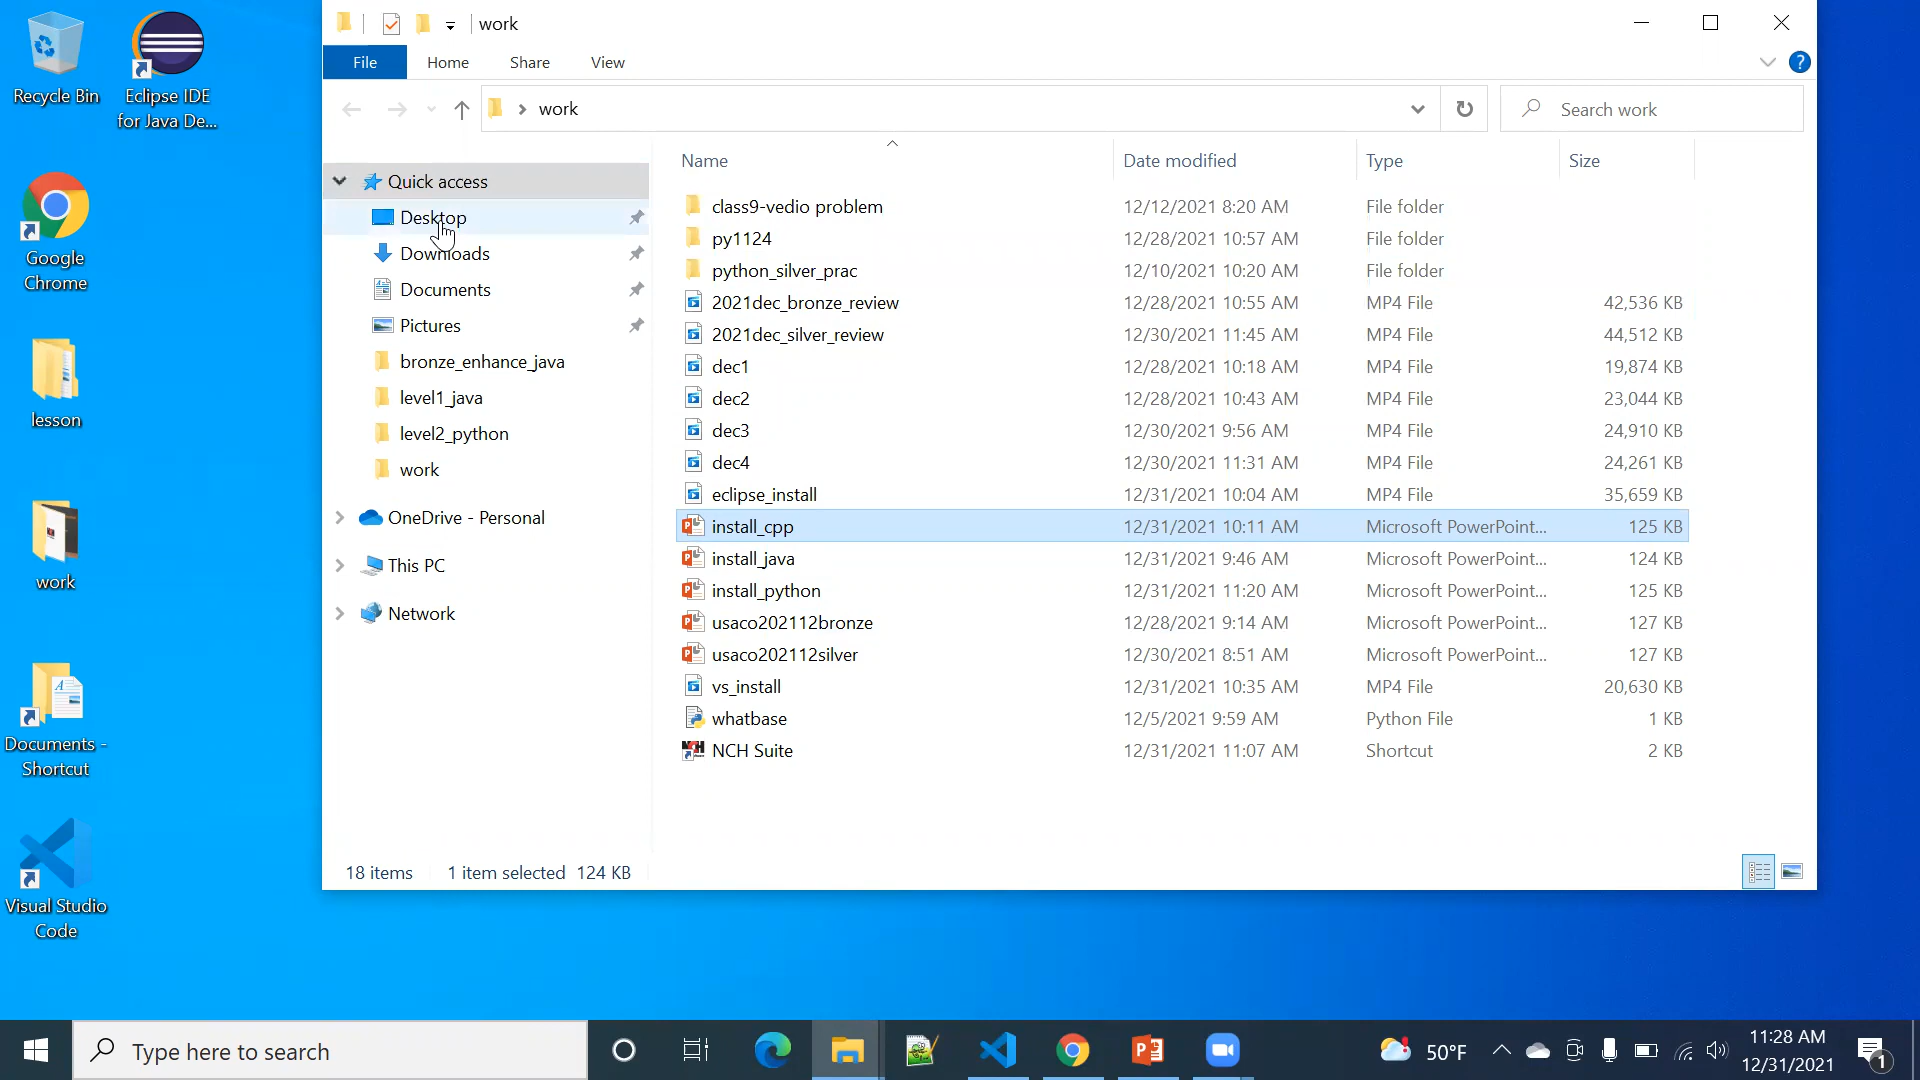 Recycle Bin
Eclipse IDE
for Java De...
Google
Chrome
lesson
work
Documents -
Shortcut
Visual Studio
Code
work
File
Home
Share
View
?
work
Search work
Quick access
Desktop
Downloads
Documents
Pictures
bronze_enhance_java
level1_java
level2_python
work
OneDrive - Personal
This PC
Network
Name Date modified Type Size
class9-vedio problem 12/12/2021 8:20 AM File folder
py1124 12/28/2021 10:57 AM File folder
python_silver_prac 12/10/2021 10:20 AM File folder
2021dec_bronze_review 12/28/2021 10:55 AM MP4 File 42,536 KB
2021dec_silver_review 12/30/2021 11:45 AM MP4 File 44,512 KB
dec1 12/28/2021 10:18 AM MP4 File 19,874 KB
dec2 12/28/2021 10:43 AM MP4 File 23,044 KB
dec3 12/30/2021 9:56 AM MP4 File 24,910 KB
dec4 12/30/2021 11:31 AM MP4 File 24,261 KB
eclipse_install 12/31/2021 10:04 AM MP4 File 35,659 KB
install_cpp 12/31/2021 10:11 AM Microsoft PowerPoint... 125 KB
install_java 12/31/2021 9:46 AM Microsoft PowerPoint... 124 KB
install_python 12/31/2021 11:20 AM Microsoft PowerPoint... 125 KB
usaco202112bronze 12/28/2021 9:14 AM Microsoft PowerPoint... 127 KB
usaco202112silver 12/30/2021 8:51 AM Microsoft PowerPoint... 127 KB
vs_install 12/31/2021 10:35 AM MP4 File 20,630 KB
whatbase 12/5/2021 9:59 AM Python File 1 KB
NCH Suite 12/31/2021 11:07 AM Shortcut 2 KB
18 items 1 item selected 124 KB
Type here to search
50°F
11:28 AM
12/31/2021
1